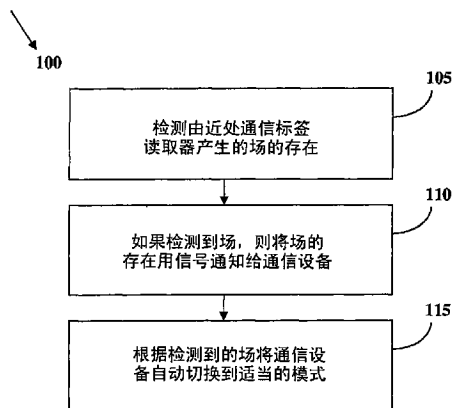 100
105
检测由近处通信标签
读取器产生的场的存在
110
如果检测到场，则将场的
存在用信号通知给通信设备
115
根据检测到的场将通信设
备自动切换到适当的模式